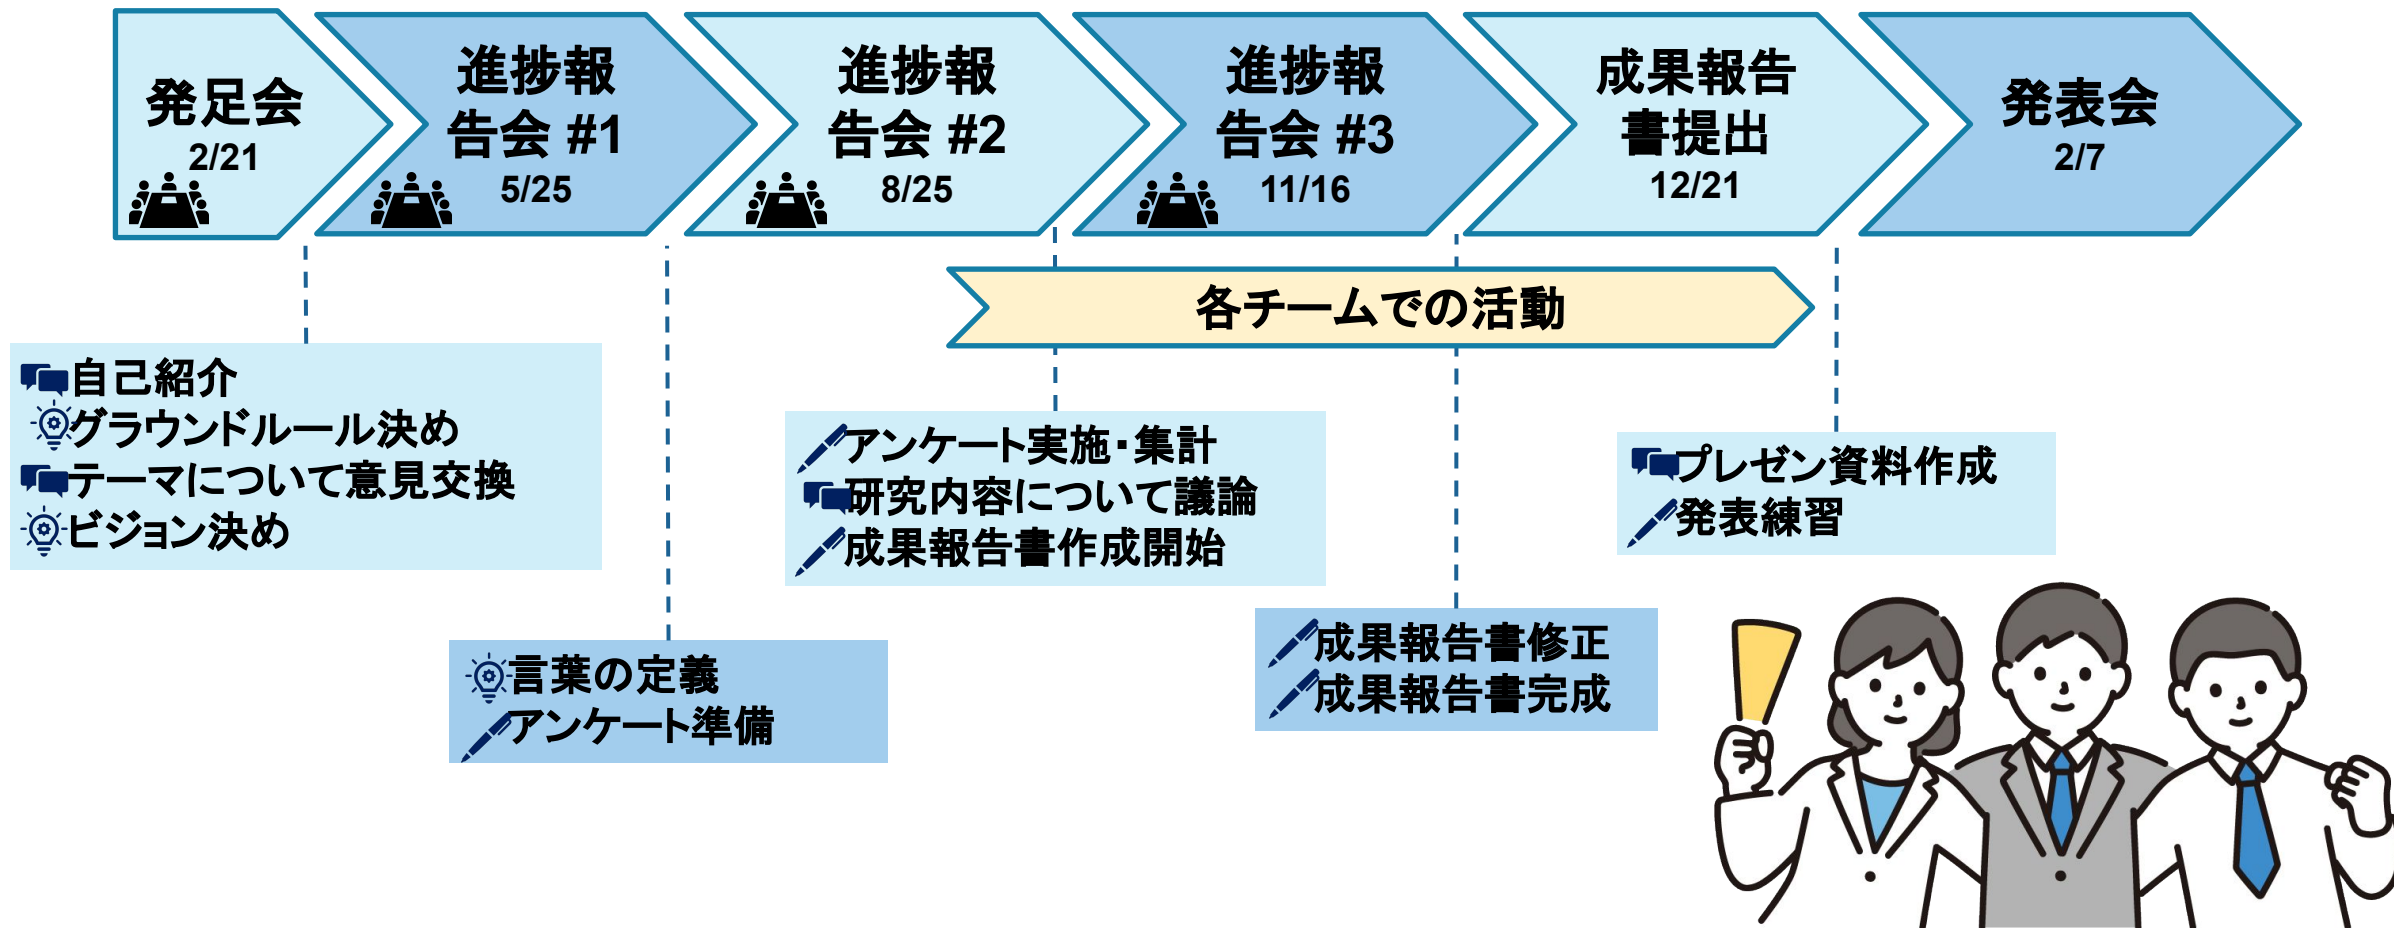 発足会
2/21
進捗報
告会 #1
5/25
進捗報
告会 #2
8/25
進捗報
告会 #3
11/16
成果報告
書提出
12/21
発表会
2/7
各チームでの活動
自己紹介
グラウンドルール決め
テーマについて意見交換
ビジョン決め
言葉の定義
アンケート準備
アンケート実施・集計
研究内容について議論
成果報告書作成開始
成果報告書修正
成果報告書完成
プレゼン資料作成
発表練習